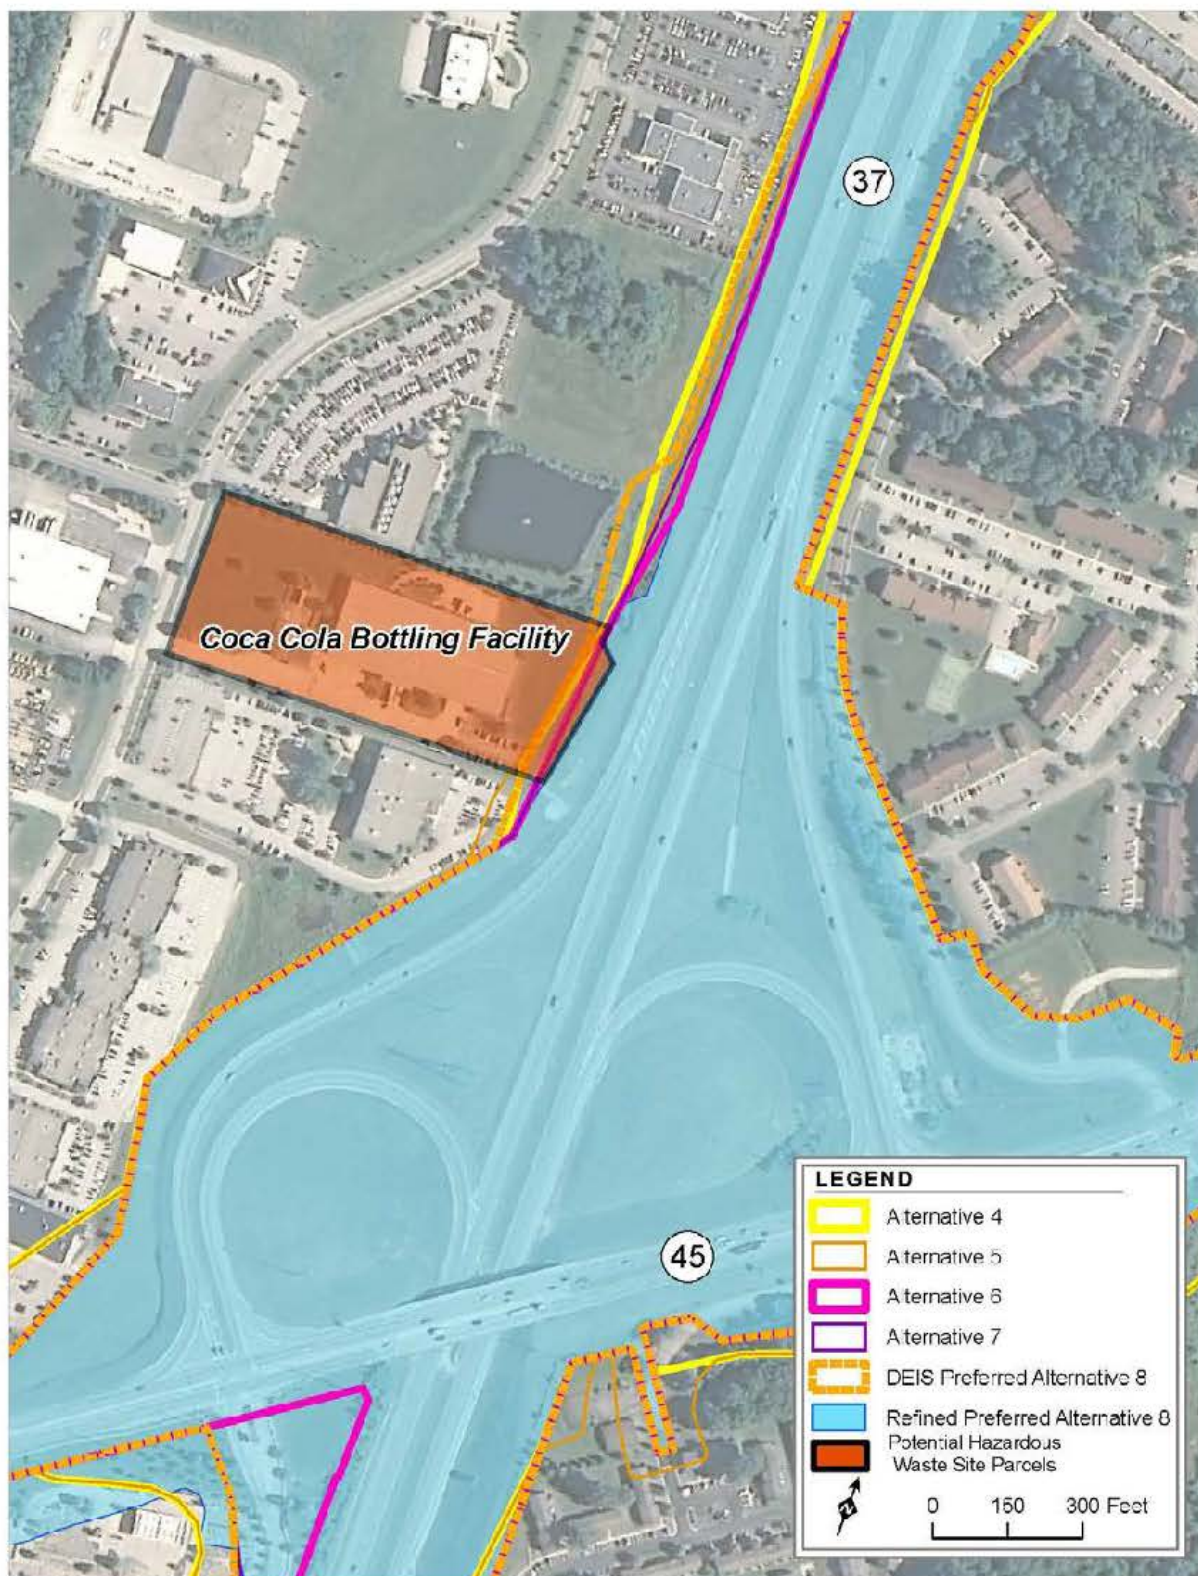 37
Coca Cola Bottling Facility
45
LEGEND
Alternative 4
Alternative 5
Alternative 6
Alternative 7
DEIS Preferred Alternative 8
Refined Preferred Alternative 8
Potential Hazardous
Waste Site Parcels
N
0 150 300 Feet